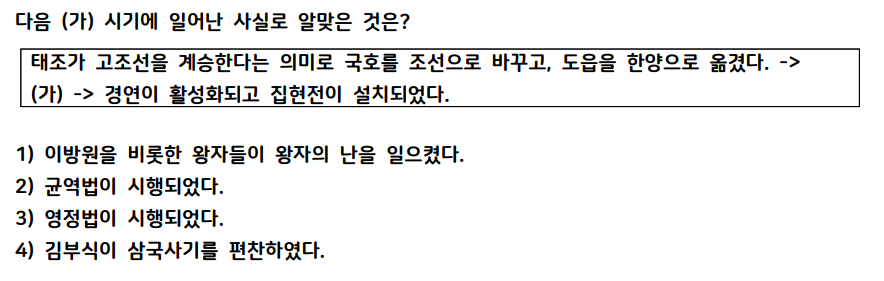 다음 (가) 시기에 일어난 사실로 알맞은 것은?
태조가 고조선을 계승한다는 의미로 국호를 조선으로 바꾸고, 도읍을 한양으로 옮겼다. ->
(가) -> 경연이 활성화되고 집현전이 설치되었다.
1) 이방원을 비롯한 왕자들이 왕자의 난을 일으켰다.
2) 균역법이 시행되었다.
3) 영정법이 시행되었다.
4) 김부식이 삼국사기를 편찬하였다.